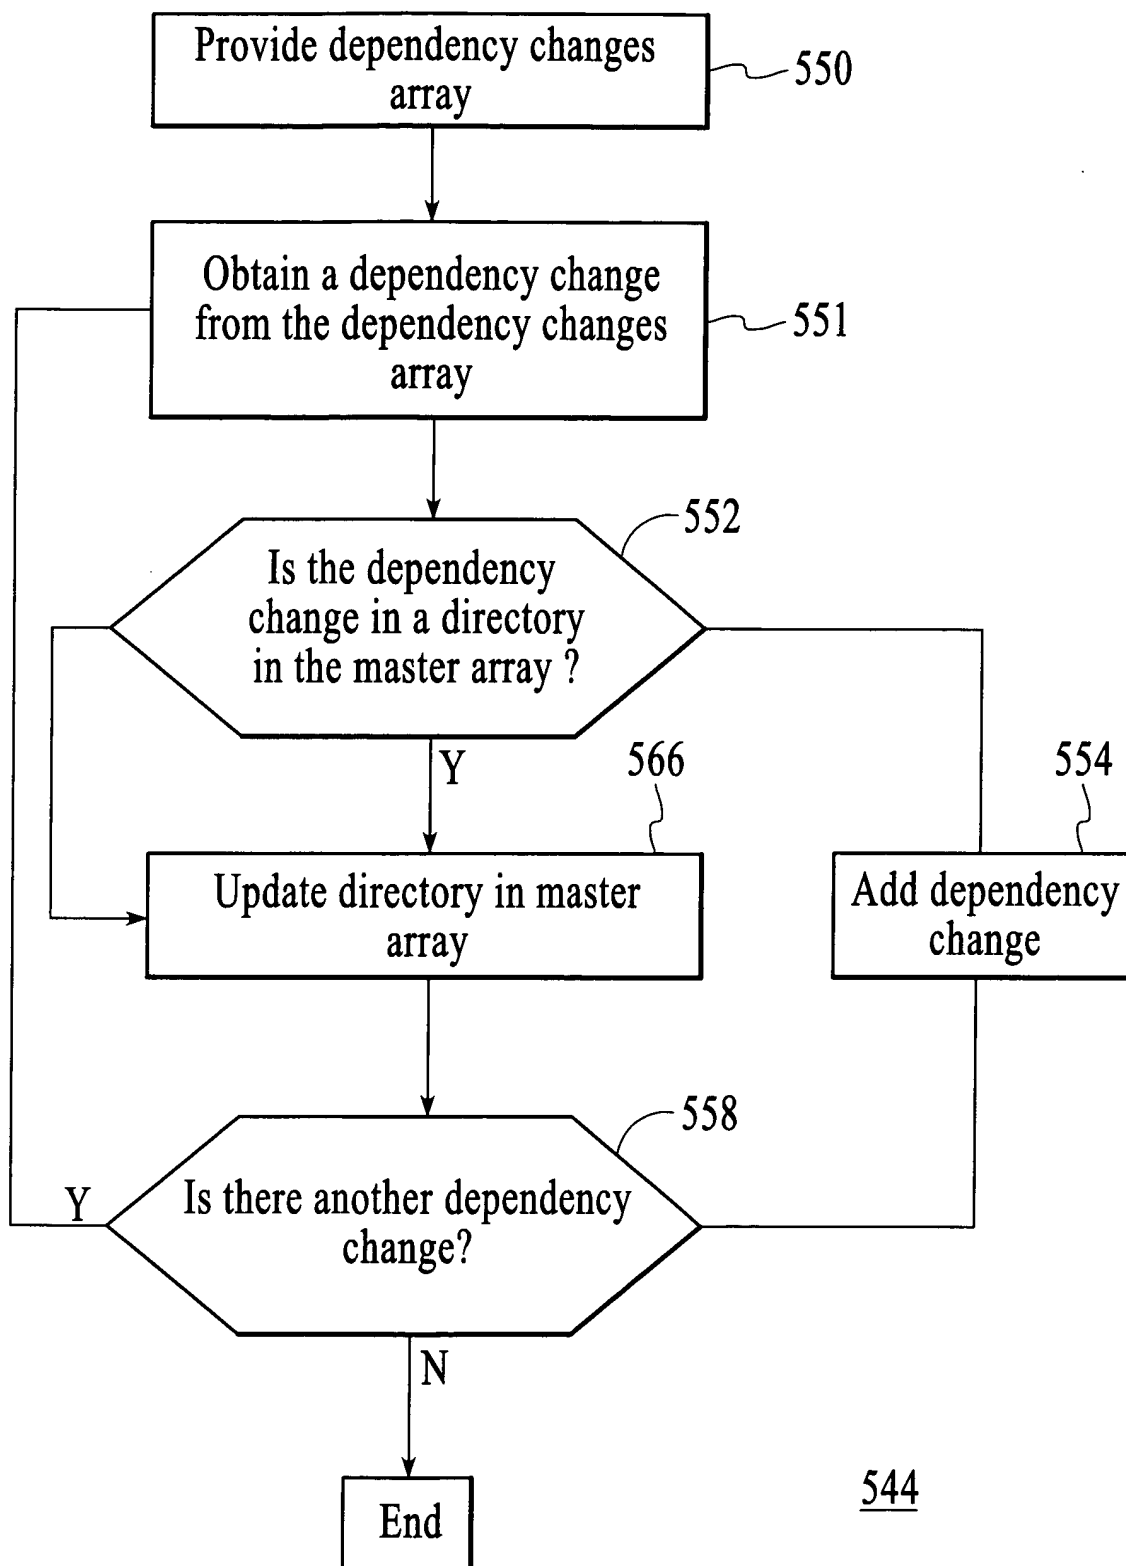 Provide dependency changes
array
550
Obtain a dependency change
from the dependency changes
array
551
552
Is the dependency
change in a directory
in the master array ?
Y
566
554
Update directory in master
array
Add dependency
change
558
Y
Is there another dependency
change?
N
End
544